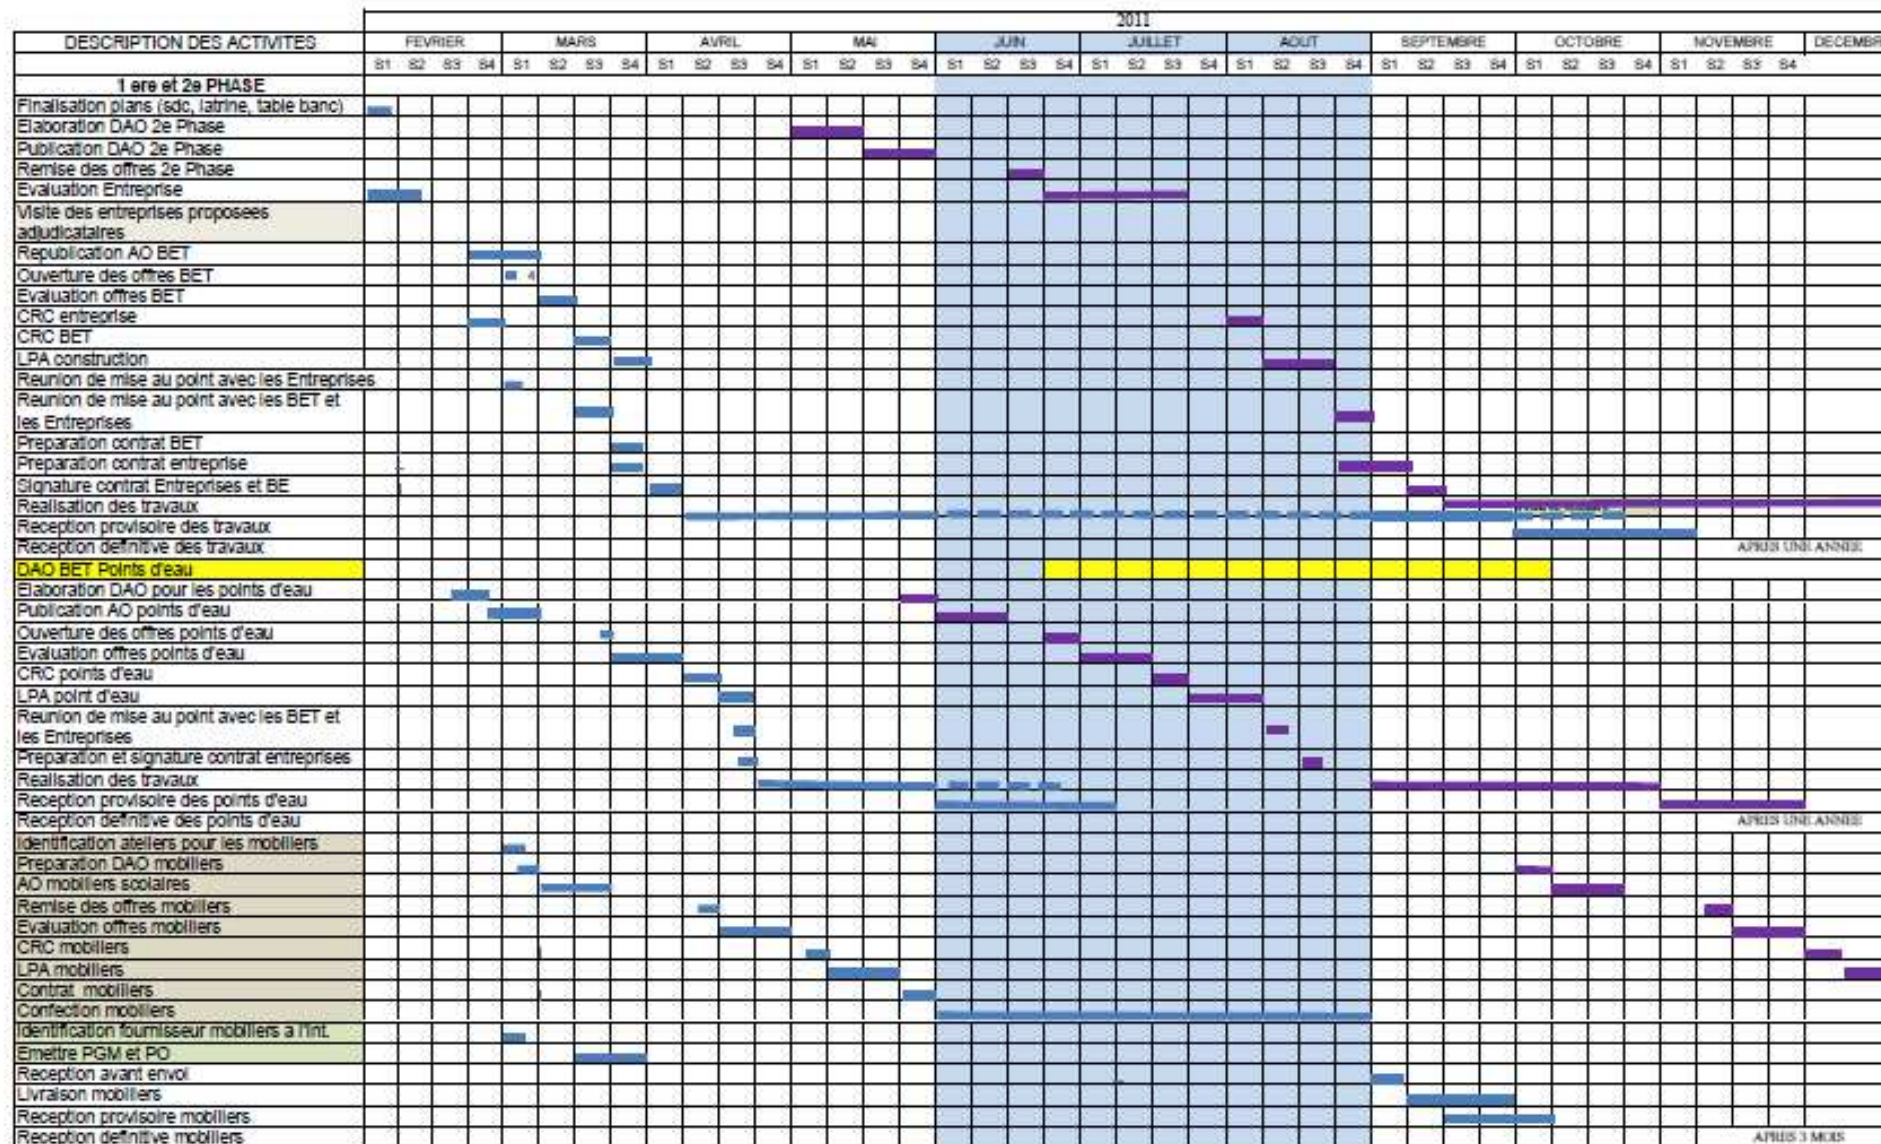 2011
DESCRIPTION DES ACTIVITES FEVRIER MARS AVRIL MAI JUIN JUILLET AOUT SEPTEMBRE OCTOBRE NOVEMBRE DECEMBR
S1 S2 S3 S4 S1 S2 S3 S4 S1 S2 S3 S4 S1 S2 S3 S4 S1 S2 S3 S4 S1 S2 S3 S4 S1 S2 S3 S4 S1 S2 S3 S4 S1 S2 S3 S4 S1 S2 S3 S4
1 ere et 2e PHASE
Finalisation plans (sdc, latrine, table banc)
Elaboration DAO 2e Phase
Publication DAO 2e Phase
Remise des offres 2e Phase
Evaluation Entreprise
Visite des entreprises proposees
adjudicataires
Republication AO BET
Ouverture des offres BET 4
Evaluation offres BET
CRC entreprise
CRC BET
LPA construction
Reunion de mise au point avec les Entreprises
Reunion de mise au point avec les BET et
les Entreprises
Preparation contrat BET
Preparation contrat entreprise
Signature contrat Entreprises et BE
Realisation des travaux
Reception provisoire des travaux
Reception definitive des travaux APRES UNE ANNEE
DAO BET Points d'eau
Elaboration DAO pour les points d'eau
Publication AO points d'eau
Ouverture des offres points d'eau
Evaluation offres points d'eau
CRC points d'eau
LPA point d'eau
Reunion de mise au point avec les BET et
les Entreprises
Preparation et signature contrat entreprises
Realisation des travaux
Reception provisoire des points d'eau
Reception definitive des points d'eau APRES UNE ANNEE
Identification ateliers pour les mobiliers
Preparation DAO mobiliers
AO mobiliers scolaires
Remise des offres mobiliers
Evaluation offres mobiliers
CRC mobiliers
LPA mobiliers
Contrat mobiliers
Confection mobiliers
Identification fournisseur mobiliers a l'int.
Emettre PGM et PO
Reception avant envoi
Livraison mobiliers
Reception provisoire mobiliers
Reception definitive mobiliers APRES 3 MOIS